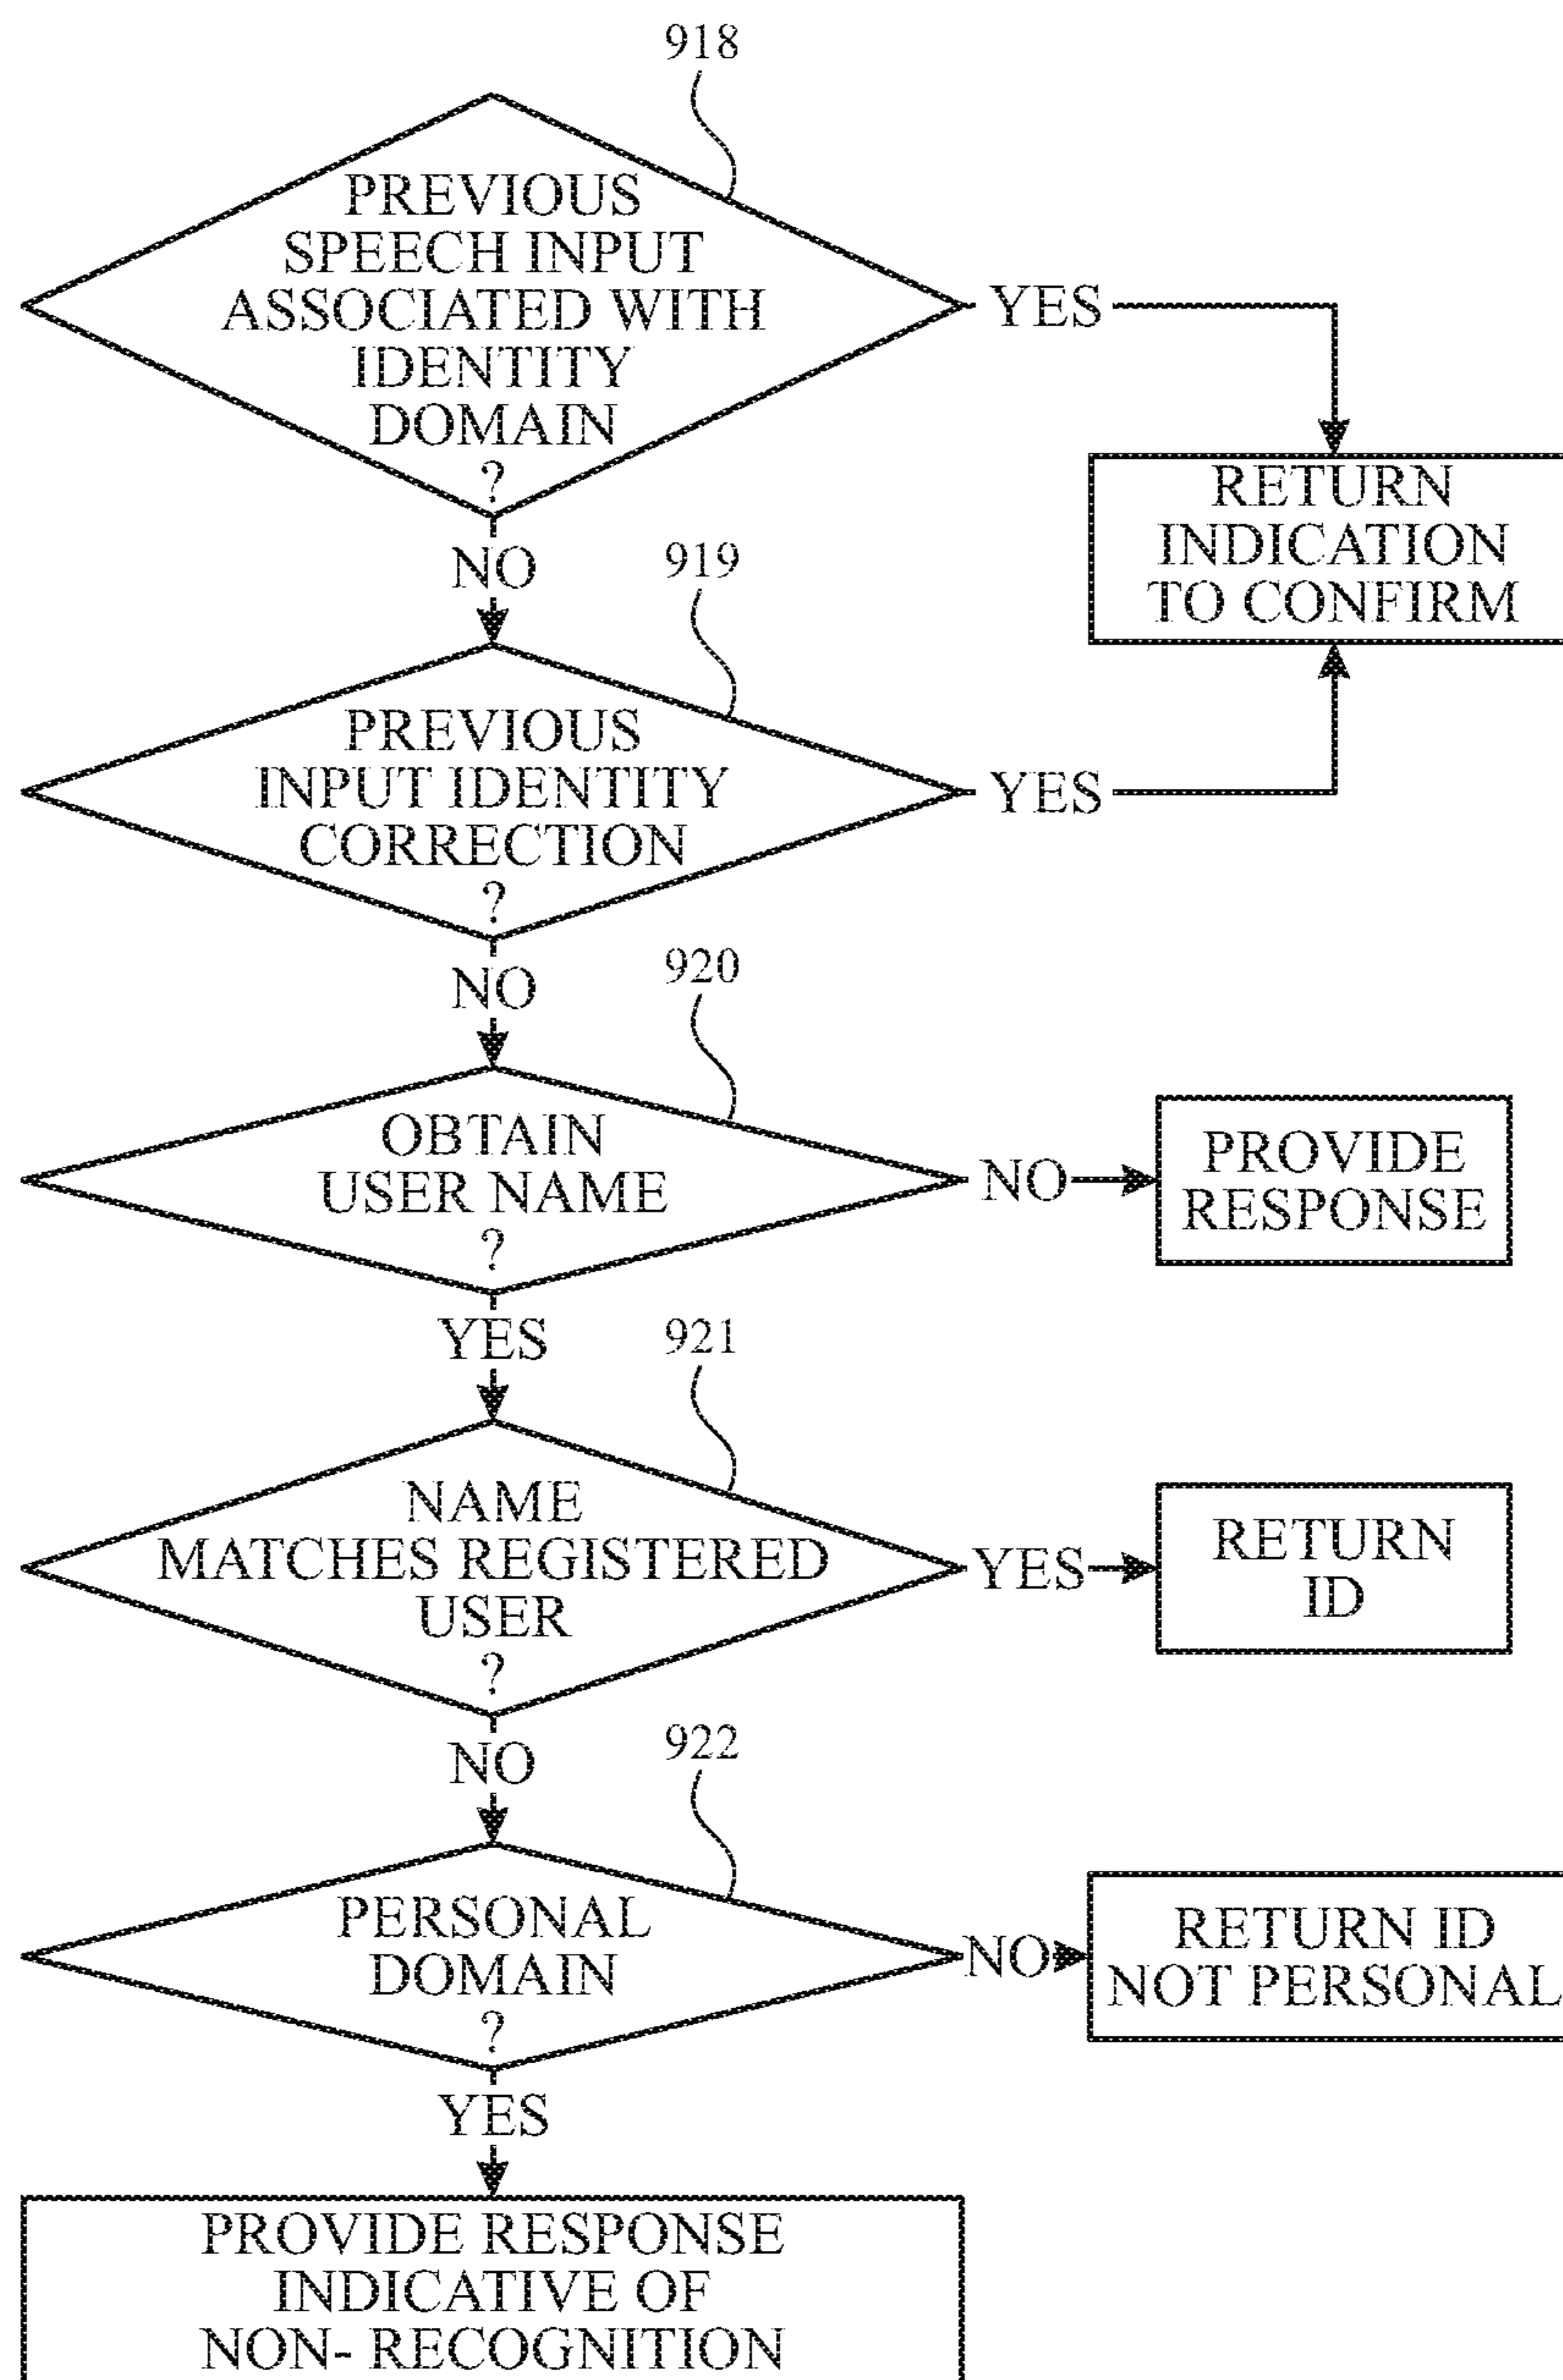 918
PREVIOUS
SPEECH INPUT
ASSOCIATED WITH
IDENTITY
DOMAIN
?
YES
RETURN
INDICATION
TO CONFIRM
NO
919
PREVIOUS
INPUT IDENTITY
CORRECTION
?
YES
NO
920
OBTAIN
USER NAME
?
NO
PROVIDE
RESPONSE
YES
921
NAME
MATCHES REGISTERED
USER
?
YES
RETURN
ID
NO
922
PERSONAL
DOMAIN
?
NO
RETURN ID
NOT PERSONAL
YES
PROVIDE RESPONSE
INDICATIVE OF
NON- RECOGNITION